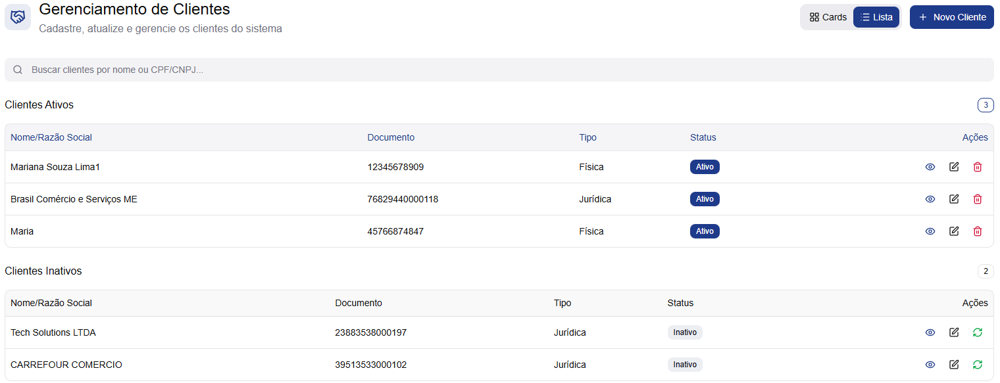 Gerenciamento de Clientes
Cadastre, atualize e gerencie os clientes do sistema
Cards Lista + Novo Cliente
Buscar clientes por nome ou CPF/CNPJ...
Clientes Ativos 3
Nome/Razão Social Documento Tipo Status Ações
Mariana Souza Lima1 12345678909 Física Ativo
Brasil Comércio e Serviços ME 76829440000118 Jurídica Ativo
Maria 45766874847 Física Ativo
Clientes Inativos 2
Nome/Razão Social Documento Tipo Status Ações
Tech Solutions LTDA 23883538000197 Jurídica Inativo
CARREFOUR COMERCIO 39513533000102 Jurídica Inativo